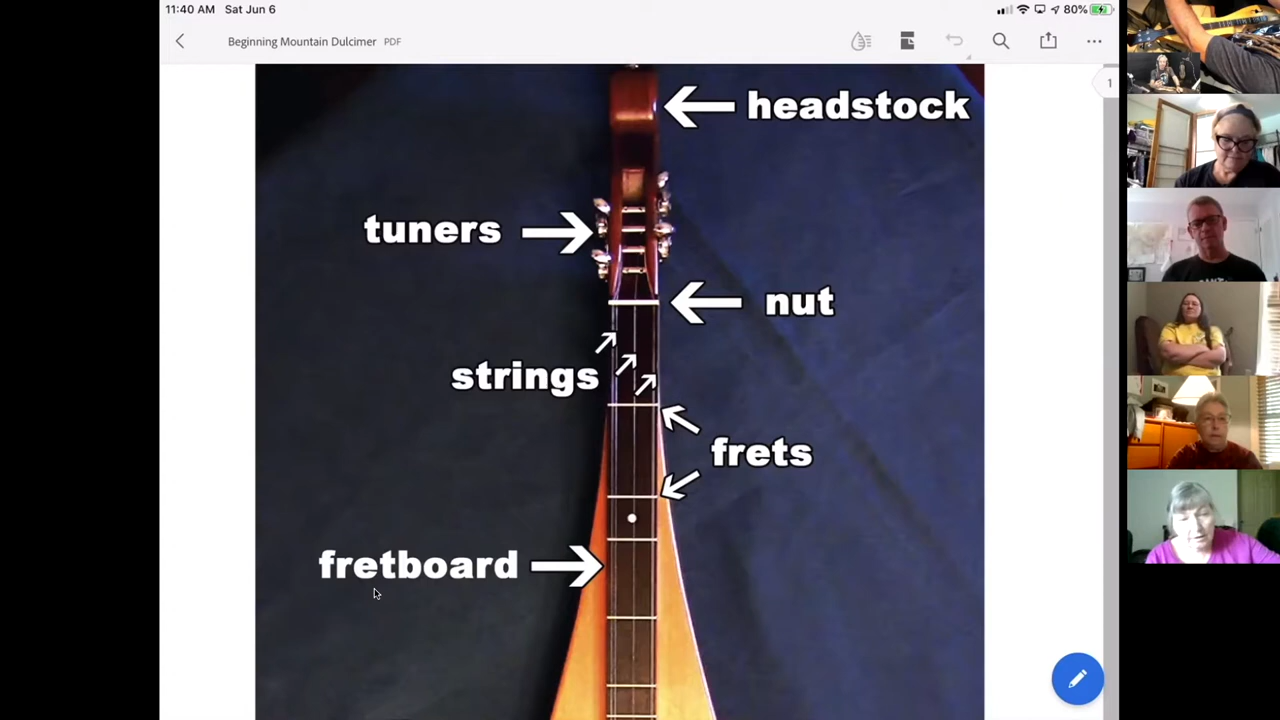 11:40 AM Sat Jun 6
80%
Beginning Mountain Dulcimer PDF
1
headstock
tuners
nut
strings
frets
fretboard